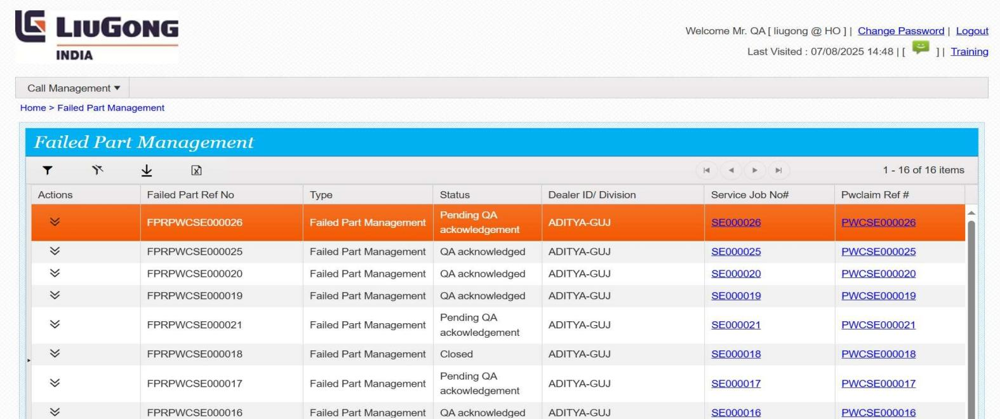 LIUGONG
INDIA
Welcome Mr. QA [ liugong @ HO ] | Change Password | Logout
Last Visited : 07/08/2025 14:48 | [ ] | Training
Call Management
Home > Failed Part Management
Failed Part Management
1 - 16 of 16 items
Actions Failed Part Ref No Type Status Dealer ID/ Division Service Job No# Pwclaim Ref #
FPRPWCSE000026 Failed Part Management Pending QA ackowledgement ADITYA-GUJ SE000026 PWCSE000026
FPRPWCSE000025 Failed Part Management QA acknowledged ADITYA-GUJ SE000025 PWCSE000025
FPRPWCSE000020 Failed Part Management QA acknowledged ADITYA-GUJ SE000020 PWCSE000020
FPRPWCSE000019 Failed Part Management QA acknowledged ADITYA-GUJ SE000019 PWCSE000019
FPRPWCSE000021 Failed Part Management Pending QA ackowledgement ADITYA-GUJ SE000021 PWCSE000021
FPRPWCSE000018 Failed Part Management Closed ADITYA-GUJ SE000018 PWCSE000018
FPRPWCSE000017 Failed Part Management Pending QA ackowledgement ADITYA-GUJ SE000017 PWCSE000017
FPRPWCSE000016 Failed Part Management QA acknowledged ADITYA-GUJ SE000016 PWCSE000016